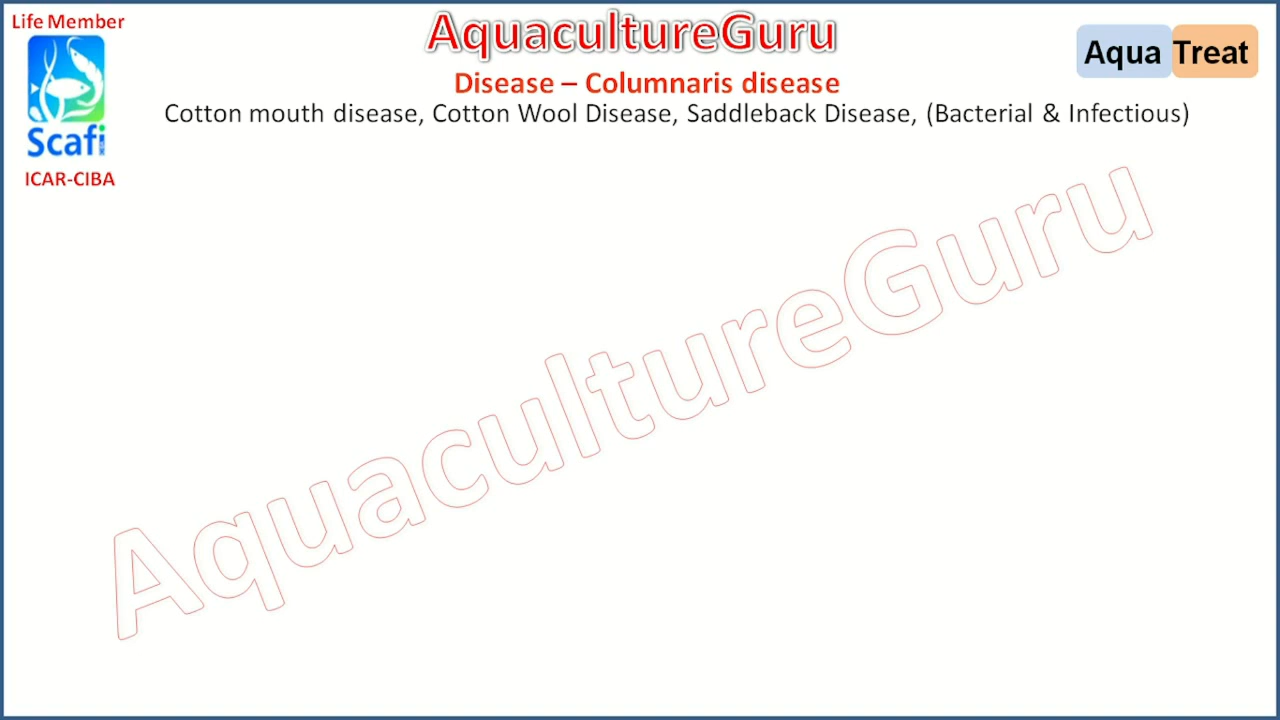 Life Member
AquacultureGuru
Aqua Treat
Disease – Columnaris disease
Cotton mouth disease, Cotton Wool Disease, Saddleback Disease, (Bacterial & Infectious)
Scafi
ICAR-CIBA
AquacultureGuru